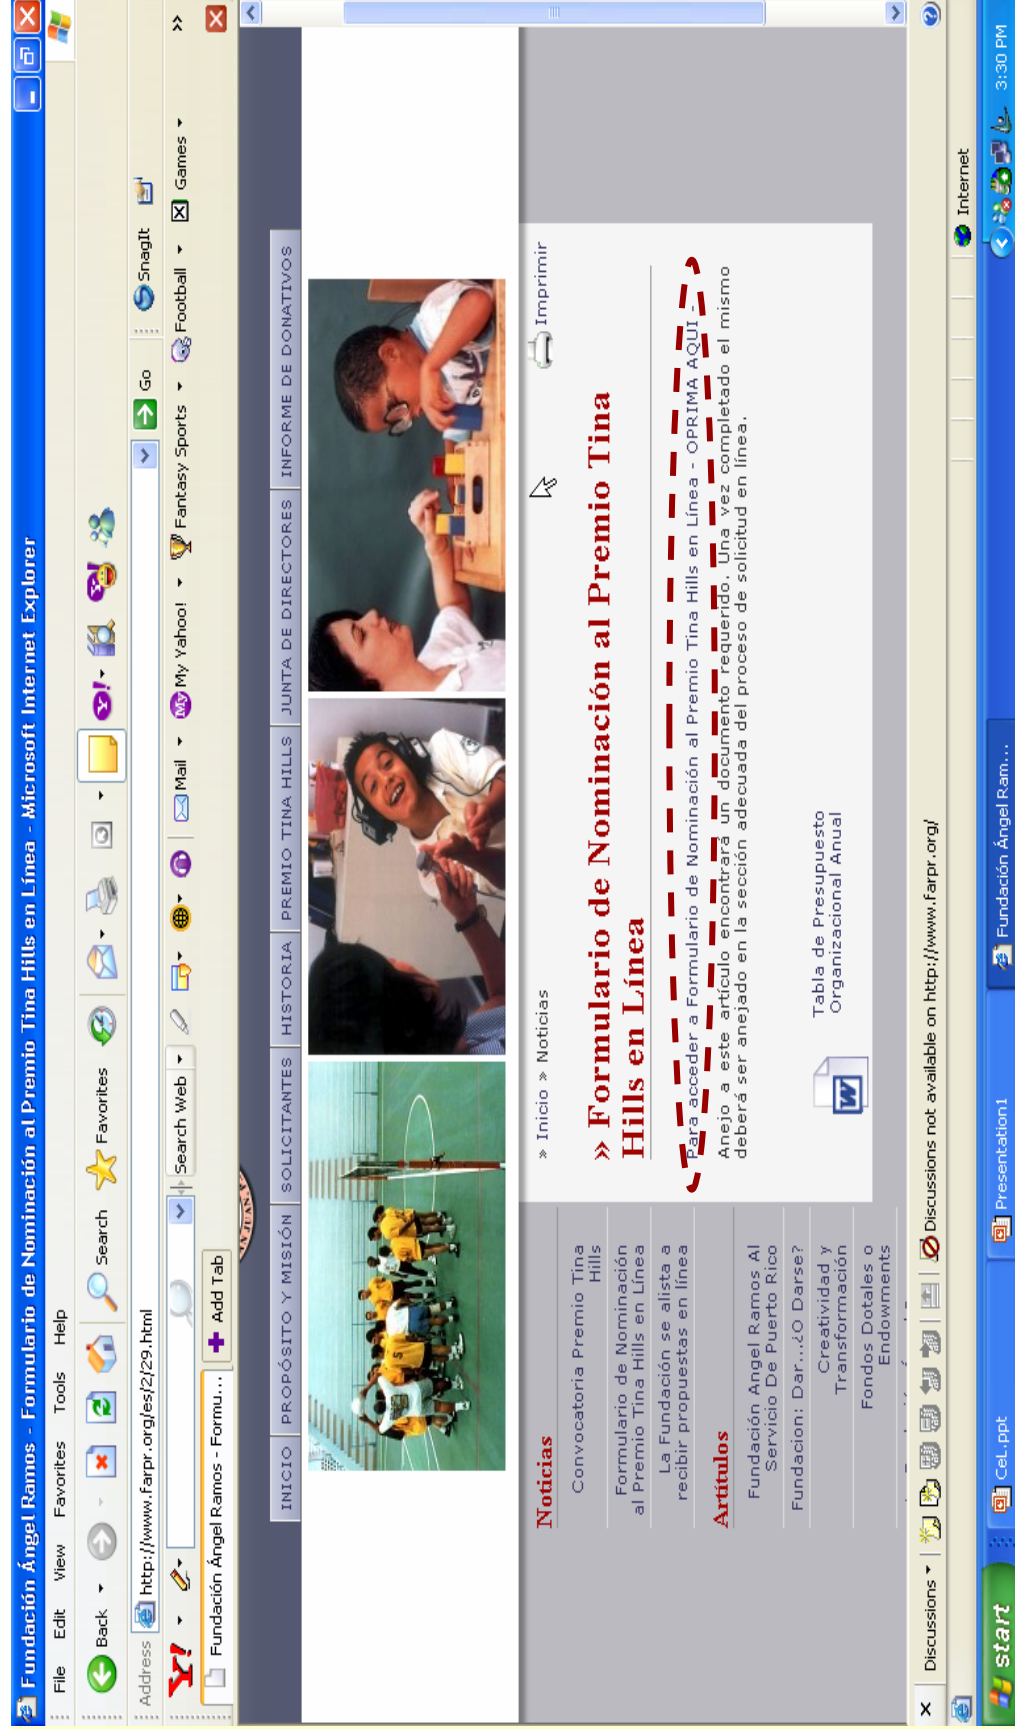 Fundación Ángel Ramos - Formulario de Nominación al Premio Tina Hills en Línea - Microsoft Internet Explorer
File Edit View Favorites Tools Help
Back Search Favorites
Address http://www.farpr.org/es/2/29.html Go SnagIt
Y! Search Web Mail My Yahoo! Fantasy Sports Football Games
Fundación Ángel Ramos - Formu... Add Tab
SAN JUAN,
INICIO PROPÓSITO Y MISIÓN SOLICITANTES HISTORIA PREMIO TINA HILLS JUNTA DE DIRECTORES INFORME DE DONATIVOS
Noticias
Convocatoria Premio Tina
Hills
Formulario de Nominación
al Premio Tina Hills en Línea
La Fundación se alista a
recibir propuestas en línea
Artítulos
Fundación Angel Ramos Al
Servicio De Puerto Rico
Fundacion: Dar...¿O Darse?
Creatividad y
Transformación
Fondos Dotales o
Endowments
» Inicio » Noticias Imprimir
» Formulario de Nominación al Premio Tina
Hills en Línea
Para acceder a Formulario de Nominación al Premio Tina Hills en Línea - OPRIMA AQUI -
Anejo a este artículo encontrará un documento requerido. Una vez completado el mismo
deberá ser anejado en la sección adecuada del proceso de solicitud en línea.
Tabla de Presupuesto
Organizacional Anual
Discussions Discussions not available on http://www.farpr.org/
Internet
start CeL.ppt Presentation1 Fundación Ángel Ram... 3:30 PM